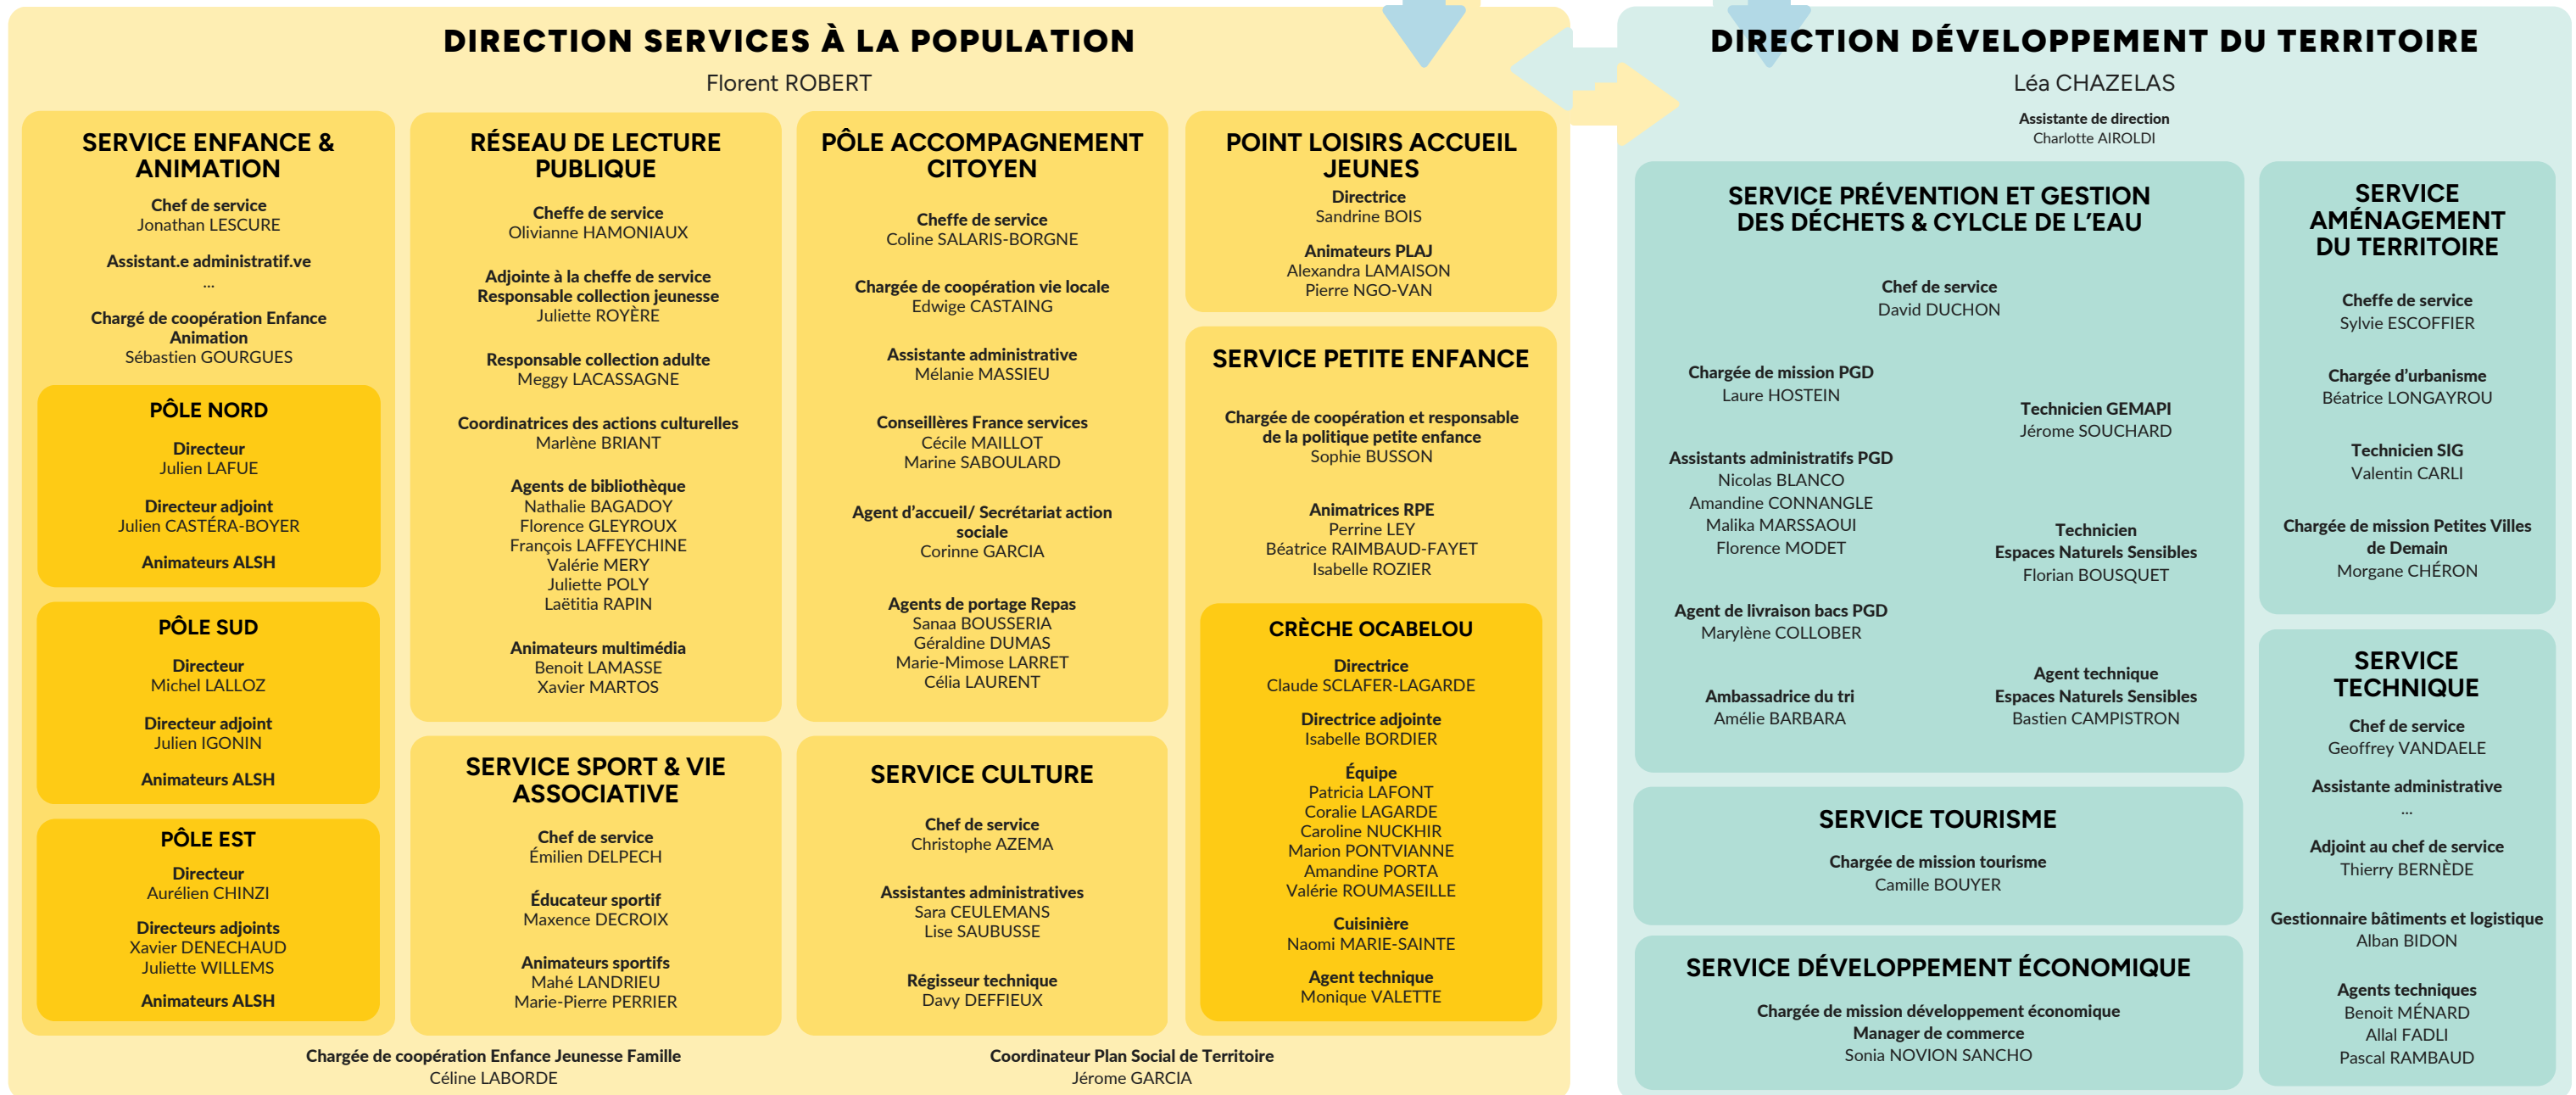 DIRECTION SERVICES À LA POPULATION
Florent ROBERT
SERVICE ENFANCE &
ANIMATION
Chef de service
Jonathan LESCURE
Assistant.e administratif.ve
...
Chargé de coopération Enfance
Animation
Sébastien GOURGUES
PÔLE NORD
Directeur
Julien LAFUE
Directeur adjoint
Julien CASTÉRA-BOYER
Animateurs ALSH
PÔLE SUD
Directeur
Michel LALLOZ
Directeur adjoint
Julien IGONIN
Animateurs ALSH
PÔLE EST
Directeur
Aurélien CHINZI
Directeurs adjoints
Xavier DENECHAUD
Juliette WILLEMS
Animateurs ALSH
RÉSEAU DE LECTURE
PUBLIQUE
Cheffe de service
Olivianne HAMONIAUX
Adjointe à la cheffe de service
Responsable collection jeunesse
Juliette ROYÈRE
Responsable collection adulte
Meggy LACASSAGNE
Coordinatrices des actions culturelles
Marlène BRIANT
Agents de bibliothèque
Nathalie BAGADOY
Florence GLEYROUX
François LAFFEYCHINE
Valérie MERY
Juliette POLY
Laëtitia RAPIN
Animateurs multimédia
Benoit LAMASSE
Xavier MARTOS
SERVICE SPORT & VIE
ASSOCIATIVE
Chef de service
Émilien DELPECH
Éducateur sportif
Maxence DECROIX
Animateurs sportifs
Mahé LANDRIEU
Marie-Pierre PERRIER
PÔLE ACCOMPAGNEMENT
CITOYEN
Cheffe de service
Coline SALARIS-BORGNE
Chargée de coopération vie locale
Edwige CASTAING
Assistante administrative
Mélanie MASSIEU
Conseillères France services
Cécile MAILLOT
Marine SABOULARD
Agent d'accueil/ Secrétariat action
sociale
Corinne GARCIA
Agents de portage Repas
Sanaa BOUSSERIA
Géraldine DUMAS
Marie-Mimose LARRET
Célia LAURENT
SERVICE CULTURE
Chef de service
Christophe AZEMA
Assistantes administratives
Sara CEULEMANS
Lise SAUBUSSE
Régisseur technique
Davy DEFFIEUX
POINT LOISIRS ACCUEIL
JEUNES
Directrice
Sandrine BOIS
Animateurs PLAJ
Alexandra LAMAISON
Pierre NGO-VAN
SERVICE PETITE ENFANCE
Chargée de coopération et responsable
de la politique petite enfance
Sophie BUSSON
Animatrices RPE
Perrine LEY
Béatrice RAIMBAUD-FAYET
Isabelle ROZIER
CRÈCHE OCABELOU
Directrice
Claude SCLAFER-LAGARDE
Directrice adjointe
Isabelle BORDIER
Équipe
Patricia LAFONT
Coralie LAGARDE
Caroline NUCKHIR
Marion PONTVIANNE
Amandine PORTA
Valérie ROUMASEILLE
Cuisinière
Naomi MARIE-SAINTE
Agent technique
Monique VALETTE
Chargée de coopération Enfance Jeunesse Famille
Céline LABORDE
Coordinateur Plan Social de Territoire
Jérome GARCIA
DIRECTION DÉVELOPPEMENT DU TERRITOIRE
Léa CHAZELAS
Assistante de direction
Charlotte AIROLDI
SERVICE PRÉVENTION ET GESTION
DES DÉCHETS & CYLCLE DE L'EAU
Chef de service
David DUCHON
Chargée de mission PGD
Laure HOSTEIN
Assistants administratifs PGD
Nicolas BLANCO
Amandine CONNANGLE
Malika MARSSAOUI
Florence MODET
Agent de livraison bacs PGD
Marylène COLLOBER
Ambassadrice du tri
Amélie BARBARA
Technicien GEMAPI
Jérome SOUCHARD
Technicien
Espaces Naturels Sensibles
Florian BOUSQUET
Agent technique
Espaces Naturels Sensibles
Bastien CAMPISTRON
SERVICE TOURISME
Chargée de mission tourisme
Camille BOUYER
SERVICE DÉVELOPPEMENT ÉCONOMIQUE
Chargée de mission développement économique
Manager de commerce
Sonia NOVION SANCHO
SERVICE
AMÉNAGEMENT
DU TERRITOIRE
Cheffe de service
Sylvie ESCOFFIER
Chargée d'urbanisme
Béatrice LONGAYROU
Technicien SIG
Valentin CARLI
Chargée de mission Petites Villes
de Demain
Morgane CHÉRON
SERVICE
TECHNIQUE
Chef de service
Geoffrey VANDAELE
Assistante administrative
...
Adjoint au chef de service
Thierry BERNÈDE
Gestionnaire bâtiments et logistique
Alban BIDON
Agents techniques
Benoit MÉNARD
Allal FADLI
Pascal RAMBAUD